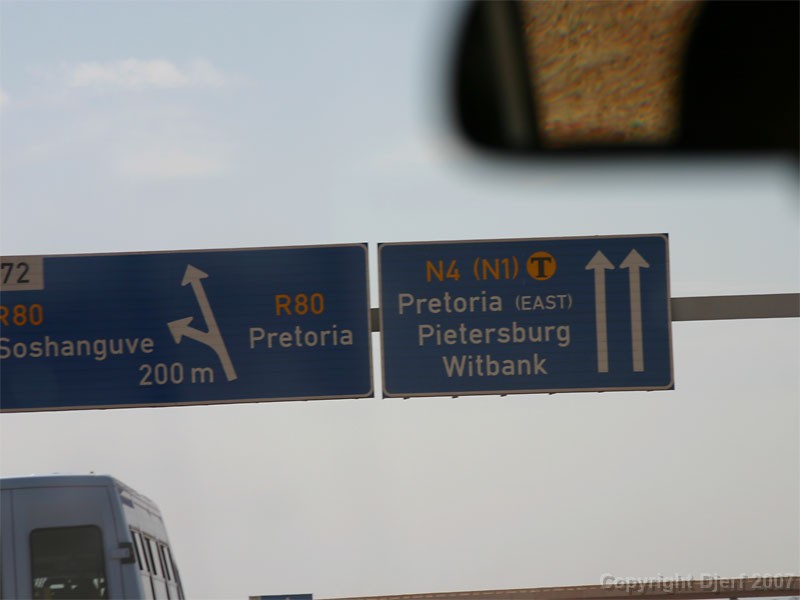 72
R80
Soshanguve
200 m
R80
Pretoria
N4 (N1) T
Pretoria (EAST)
Pietersburg
Witbank
Copyright Djerf 2007